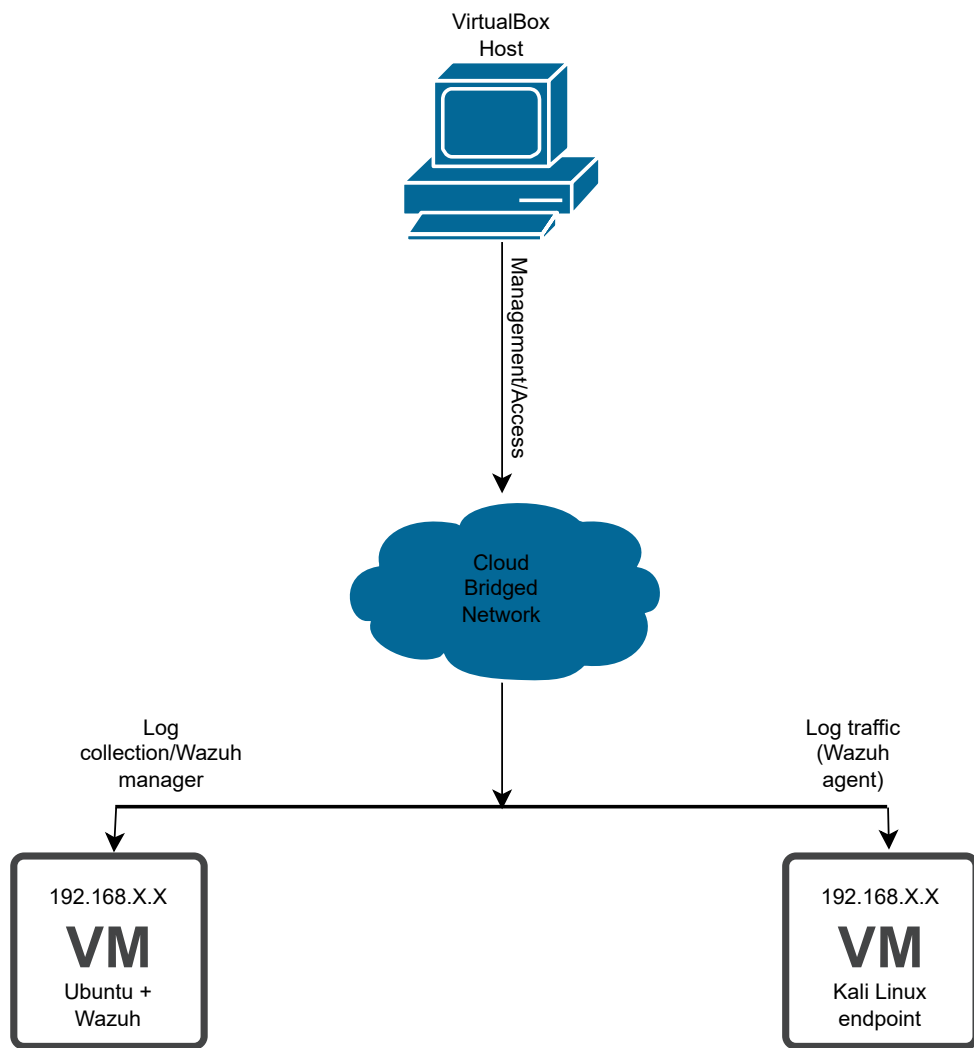 VirtualBox
Host
Management/Access
Cloud
Bridged
Network
Log
collection/Wazuh
manager
Log traffic
(Wazuh
agent)
192.168.X.X
VM
Ubuntu +
Wazuh
192.168.X.X
VM
Kali Linux
endpoint